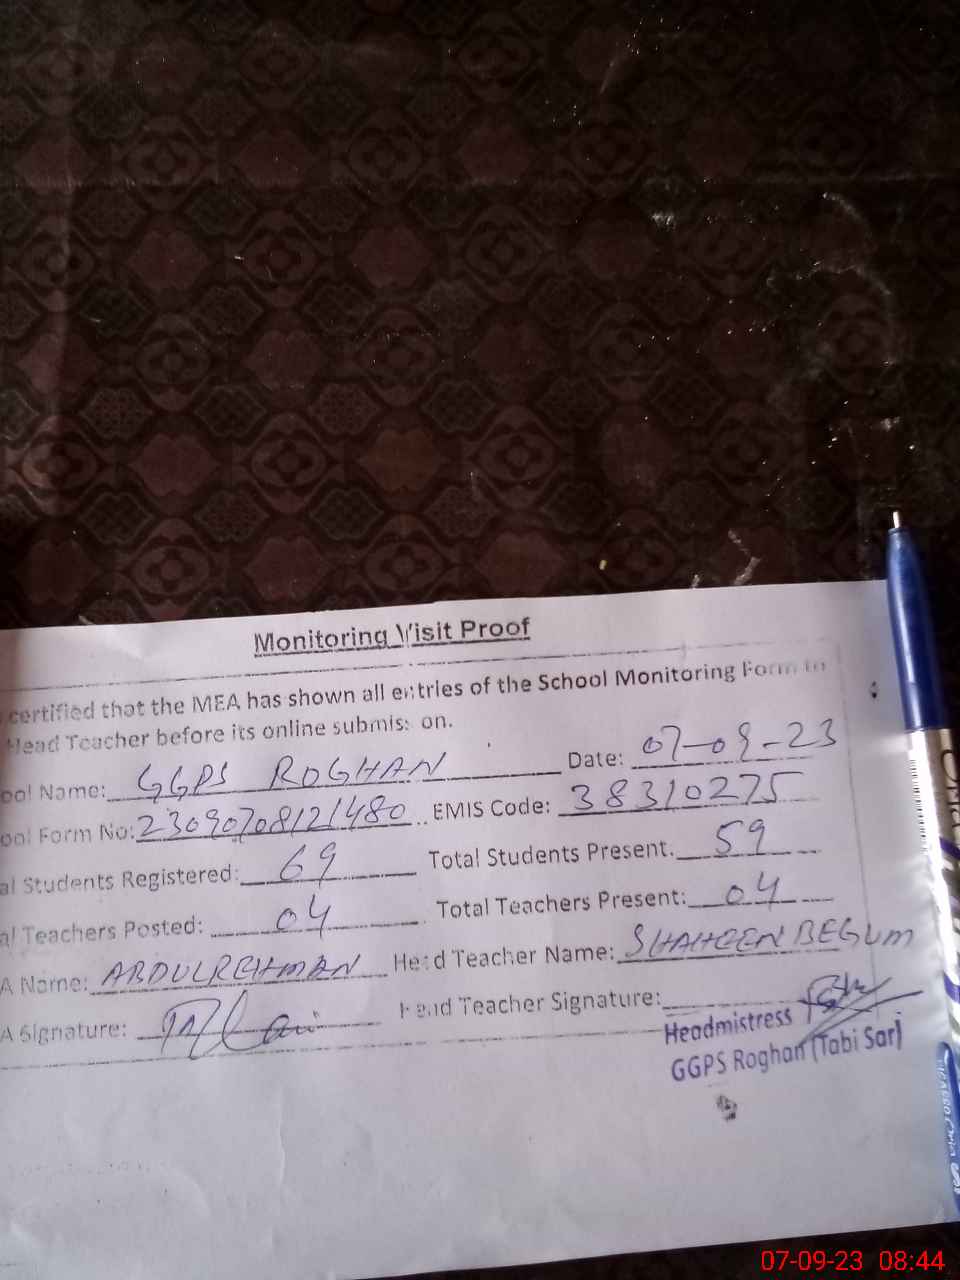 Monitoring Visit Proof
certified that the MEA has shown all entries of the School Monitoring Form to
Head Teacher before its online submission.
ool Name: GGPS ROGHAN Date: 07-09-23
ool Form No: 23090708121480 EMIS Code: 38310275
al Students Registered: 69 Total Students Present. 59
al Teachers Posted: 04 Total Teachers Present: 04
A Name: ABDULREHMAN Head Teacher Name: SHAHEEN BEGUM
A Signature: Head Teacher Signature:
Headmistress
GGPS Roghan (Tabi Sar)
07-09-23 08:44